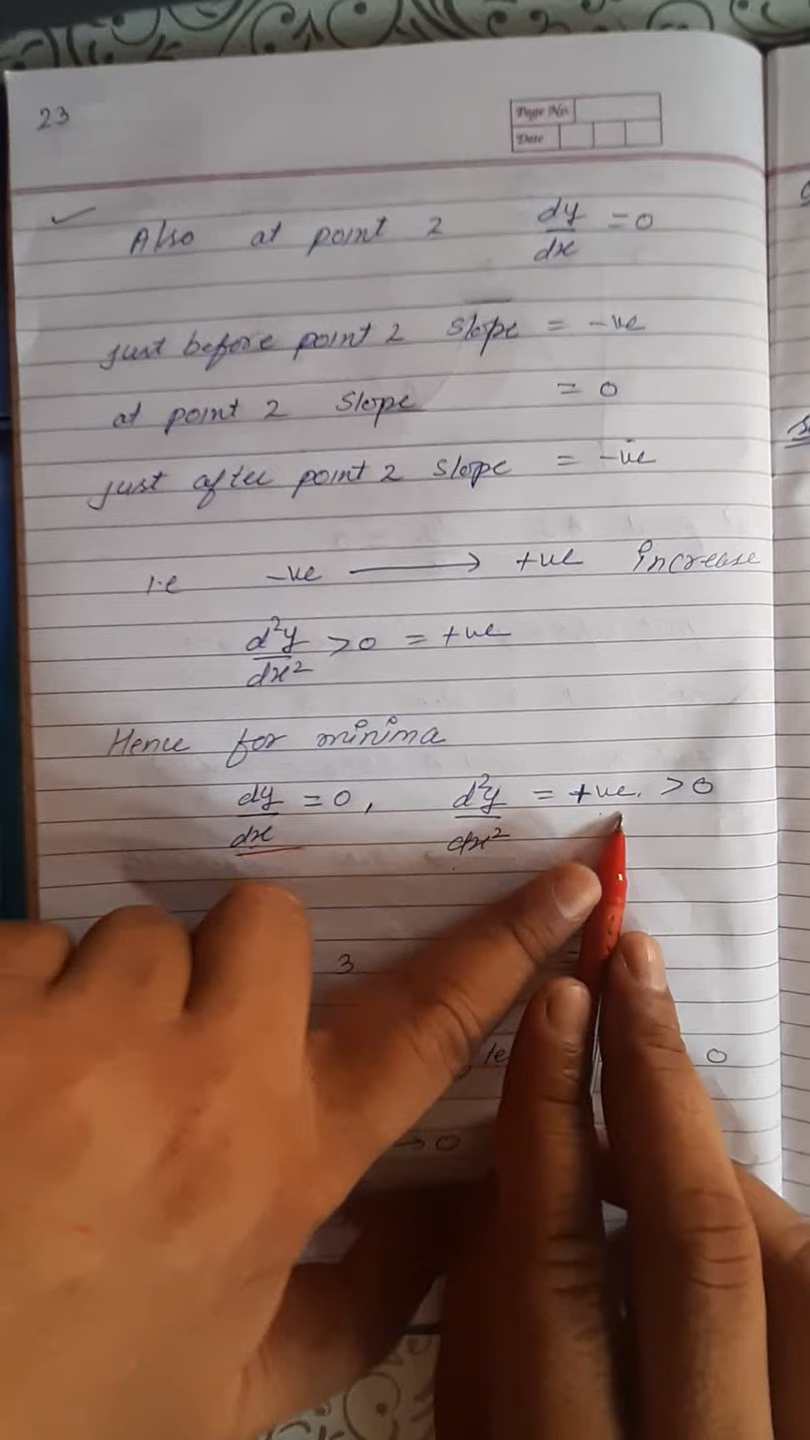 23
Page No.
Date
Also at point 2 dy/dx = 0
just before point 2 slope = -ve
at point 2 slope = 0
just after point 2 slope = -ve
i.e -ve → +ve increase
d²y/dx² > 0 = +ve
Hence for minima
dy/dx = 0, d²y/dx² = +ve. > 0
3
0
→ 0